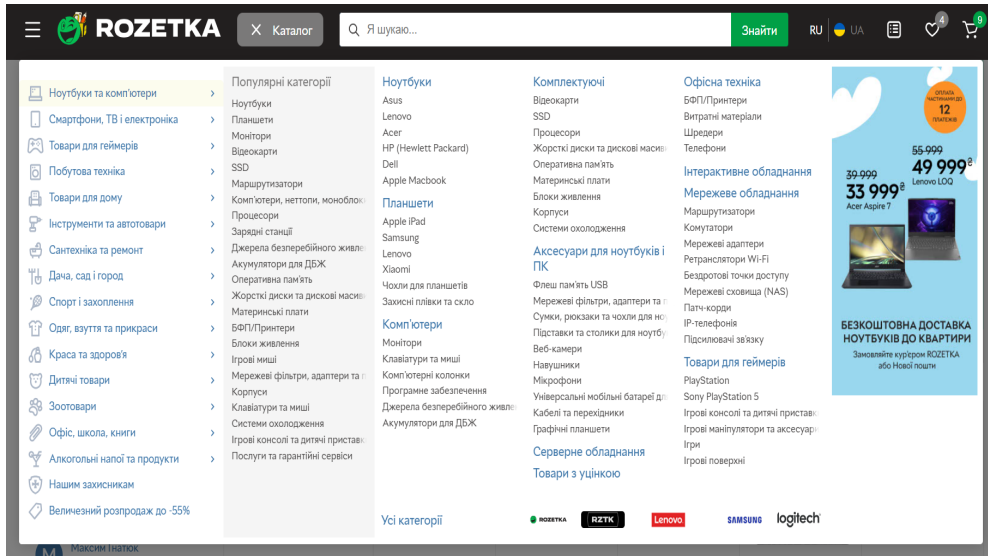 ROZETKA
Каталог
Я шукаю...
Знайти
RU
UA
4
9
Ноутбуки та комп'ютери
Смартфони, ТВ і електроніка
Товари для геймерів
Побутова техніка
Товари для дому
Інструменти та автотовари
Сантехніка та ремонт
Дача, сад і город
Спорт і захоплення
Одяг, взуття та прикраси
Краса та здоров'я
Дитячі товари
Зоотовари
Офіс, школа, книги
Алкогольні напої та продукти
Нашим захисникам
Величезний розпродаж до -55%
Популярні категорії
Ноутбуки
Планшети
Монітори
Відеокарти
SSD
Маршрутизатори
Комп'ютери, неттопи, моноблоки
Процесори
Зарядні станції
Джерела безперебійного живле
Акумулятори для ДБЖ
Оперативна пам'ять
Жорсткі диски та дискові масиви
Материнські плати
БФП/Принтери
Блоки живлення
Ігрові миші
Мережеві фільтри, адаптери та п
Корпуси
Клавіатури та миші
Системи охолодження
Ігрові консолі та дитячі приставк
Послуги та гарантійні сервіси
Ноутбуки
Asus
Lenovo
Acer
HP (Hewlett Packard)
Dell
Apple Macbook
Планшети
Apple iPad
Samsung
Lenovo
Xiaomi
Чохли для планшетів
Захисні плівки та скло
Комп'ютери
Монітори
Клавіатури та миші
Комп'ютерні колонки
Програмне забезпечення
Джерела безперебійного живле
Акумулятори для ДБЖ
Усі категорії
Комплектуючі
Відеокарти
SSD
Процесори
Жорсткі диски та дискові масив
Оперативна пам'ять
Материнські плати
Блоки живлення
Корпуси
Системи охолодження
Аксесуари для ноутбуків і
ПК
Флеш пам'ять USB
Мережеві фільтри, адаптери та п
Сумки, рюкзаки та чохли для ноу
Підставки та столики для ноутбу
Веб-камери
Навушники
Мікрофони
Універсальні мобільні батареї дл
Кабелі та перехідники
Графічні планшети
Серверне обладнання
Товари з уцінкою
Офісна техніка
БФП/Принтери
Витратні матеріали
Шредери
Телефони
Інтерактивне обладнання
Мережеве обладнання
Маршрутизатори
Комутатори
Мережеві адаптери
Ретранслятори Wi-Fi
Бездротові точки доступу
Мережеві сховища (NAS)
Патч-корди
IP-телефонія
Підсилювачі зв'язку
Товари для геймерів
PlayStation
Sony PlayStation 5
Ігрові консолі та дитячі приставк
Ігрові маніпулятори та аксесуари
Ігри
Ігрові поверхні
ROZETKA
RZTK
Lenovo
SAMSUNG
logitech
ОПЛАТА
ЧАСТИНАМИ ДО
12
ПЛАТЕЖІВ
55 999
49 999₴
Lenovo LOQ
39 999
33 999₴
Acer Aspire 7
БЕЗКОШТОВНА ДОСТАВКА
НОУТБУКІВ ДО КВАРТИРИ
Замовляйте кур'єром ROZETKA
або Нової пошти
М
Максим Гнатюк